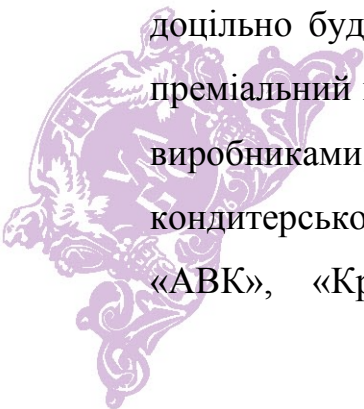 доцільно буд
преміальний
виробниками
кондитерсько
«АВК», «Кр